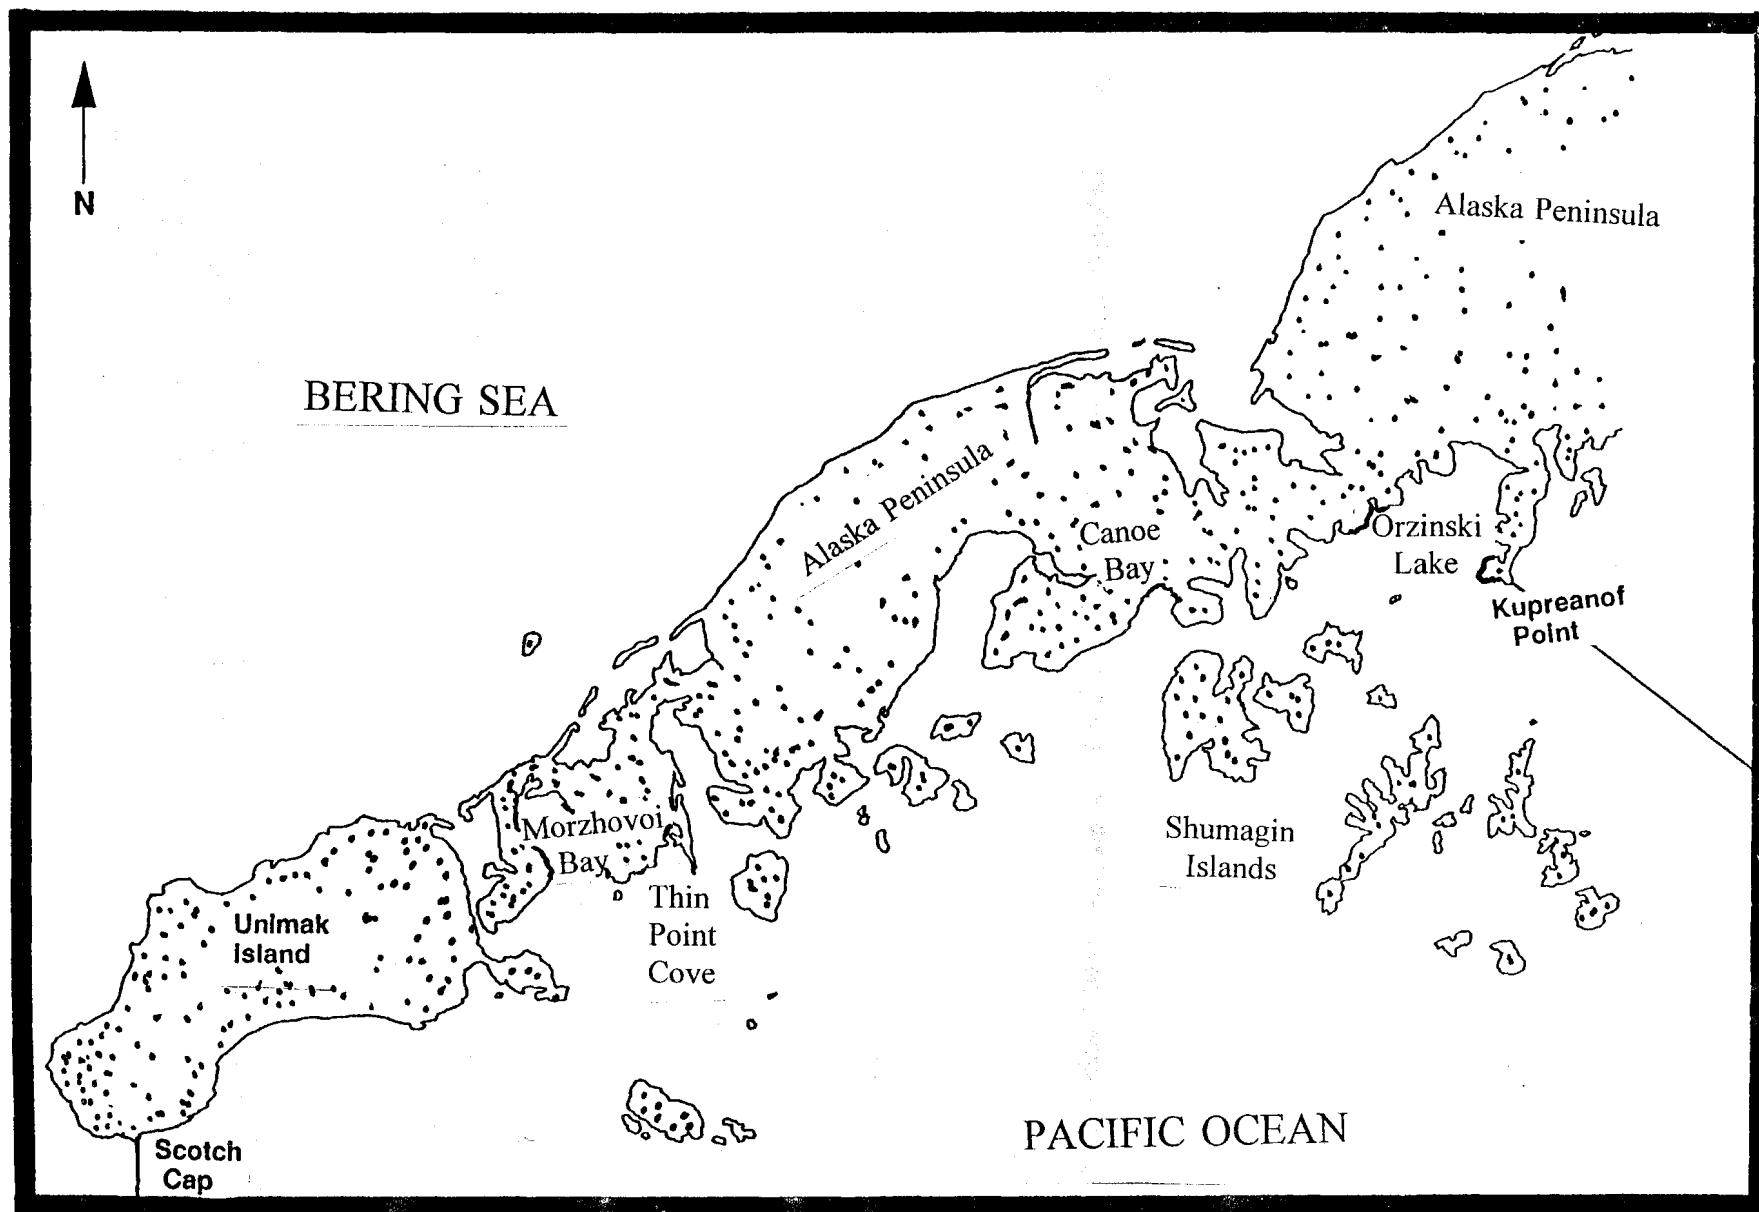 N
Alaska Peninsula
BERING SEA
Alaska Peninsula
Canoe
Bay
Orzinski
Lake
Kupreanof
Point
Morzhovoi
Bay
Shumagin
Islands
Thin
Point
Cove
Unimak
Island
PACIFIC OCEAN
Scotch
Cap